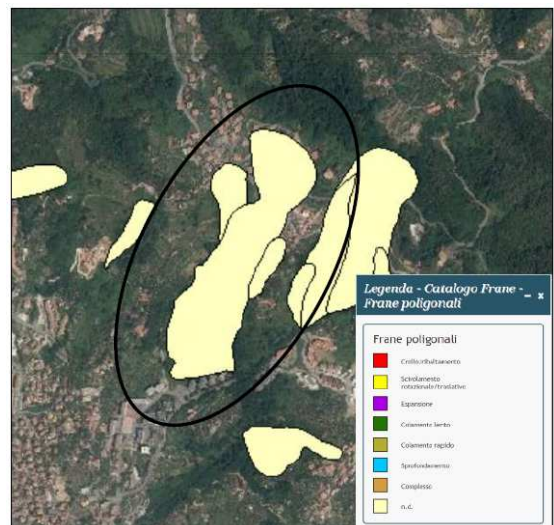 Legenda - Catalogo Frane -
Frane poligonali
Frane poligonali
Crollo/ribaltamento
Scivolamento
rotazionale/traslativo
Espansione
Colamento lento
Colamento rapido
Sprofondamento
Complesso
n.d.